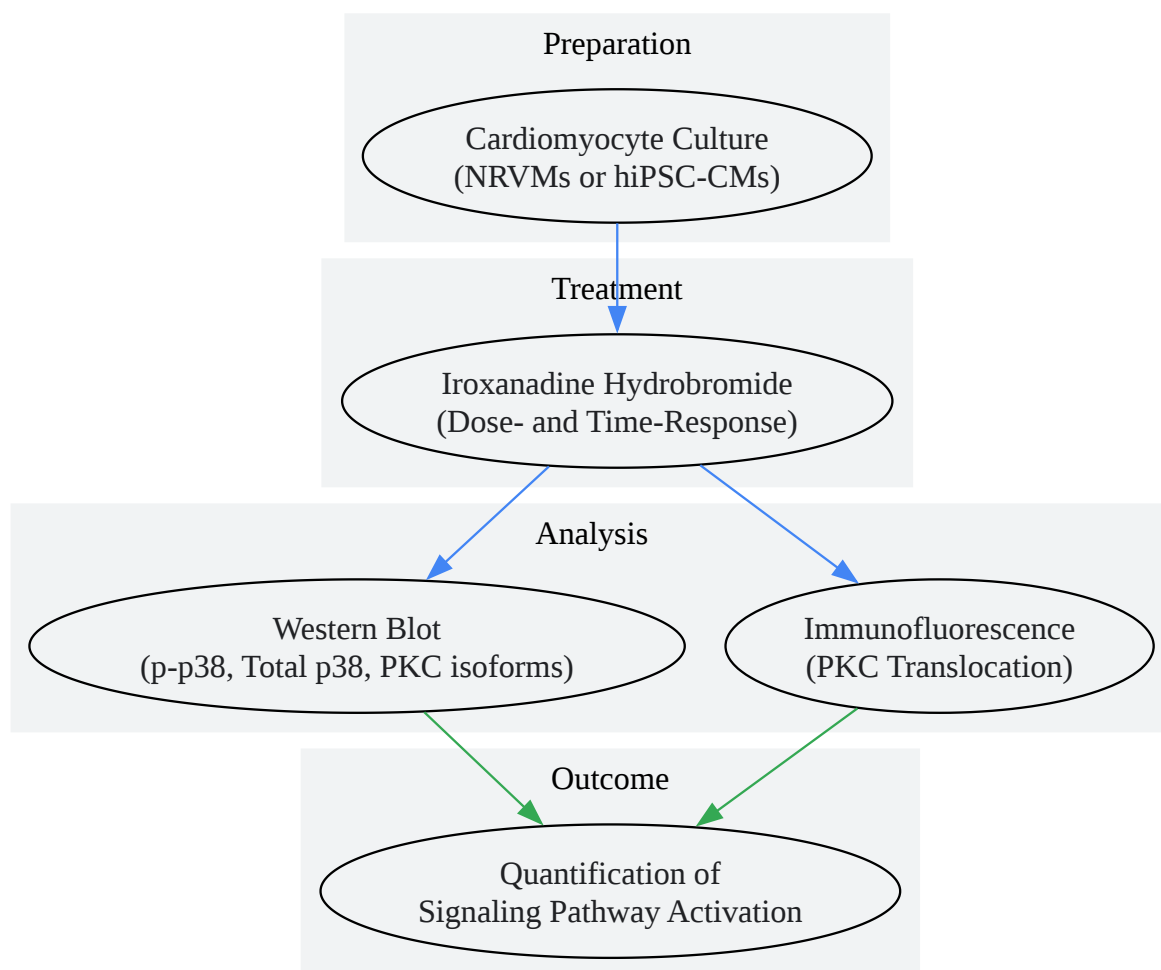 Preparation
Cardiomyocyte Culture
(NRVMs or hiPSC-CMs)
Treatment
Iroxanadine Hydrobromide
(Dose- and Time-Response)
Analysis
Western Blot
(p-p38, Total p38, PKC isoforms)
Immunofluorescence
(PKC Translocation)
Outcome
Quantification of
Signaling Pathway Activation